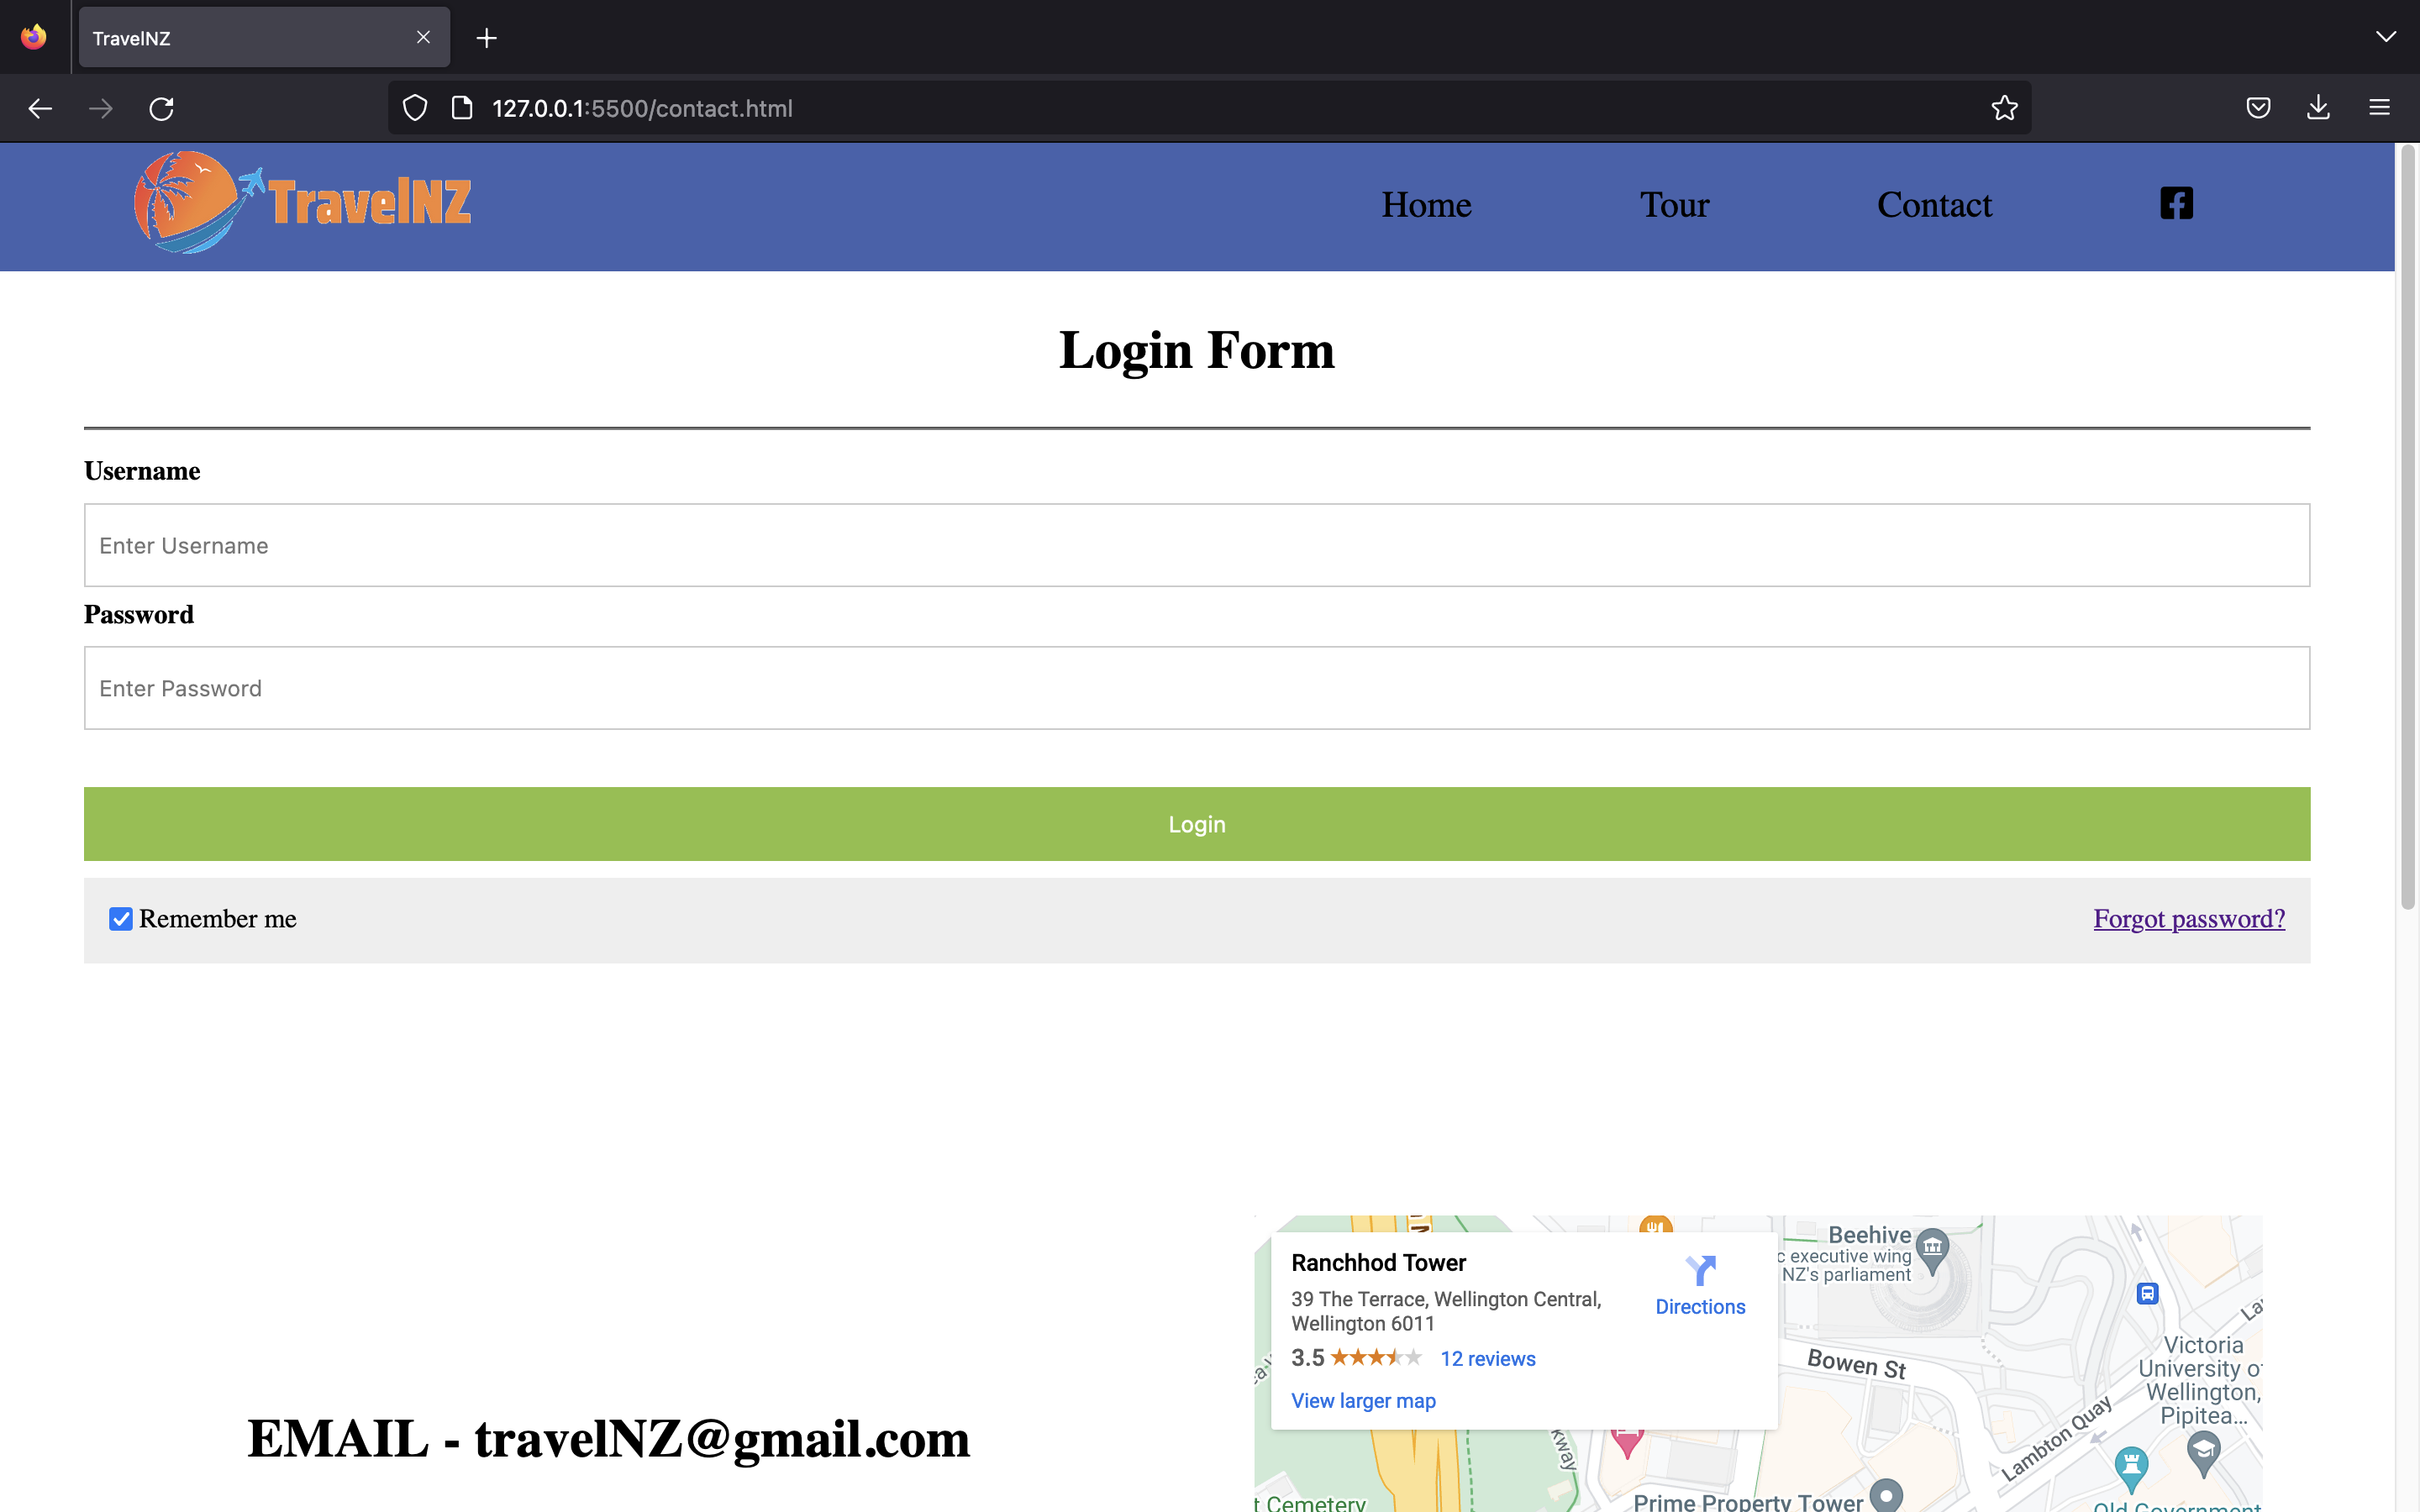 TravelNZ
127.0.0.1:5500/contact.html
TravelNZ
Home
Tour
Contact
Login Form
Username
Enter Username
Password
Enter Password
Login
Remember me
Forgot password?
EMAIL - travelNZ@gmail.com
Ranchhod Tower
39 The Terrace, Wellington Central,
Wellington 6011
3.5
12 reviews
View larger map
Directions
Beehive
c executive wing
NZ's parliament
Bowen St
Victoria
University of
Wellington,
Pipitea...
Lambton Quay
kway
t Cemetery
Prime Property Tower
Old Government